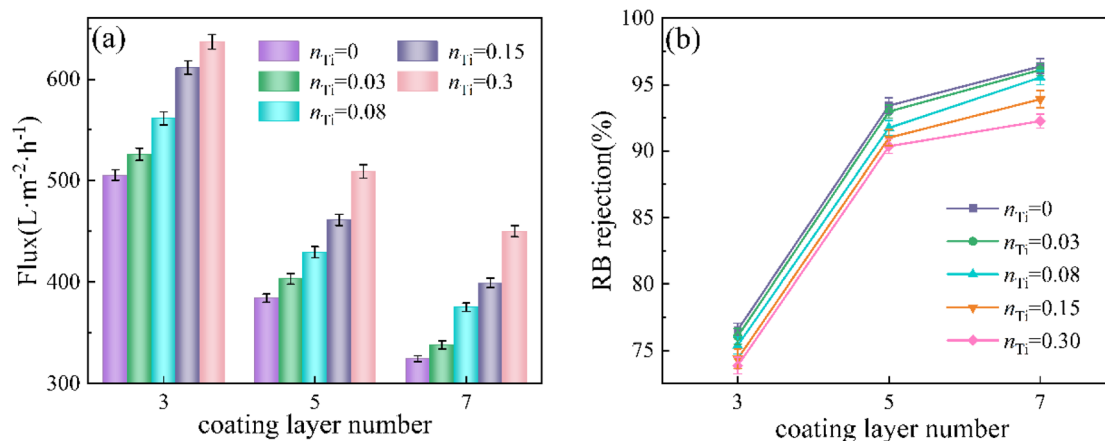 (a)
n_Ti=0
n_Ti=0.15
n_Ti=0.03
n_Ti=0.3
n_Ti=0.08
600
500
400
300
Flux(L·m⁻²·h⁻¹)
3 5 7
coating layer number
(b)
100
95
90
85
80
75
RB rejection(%)
n_Ti=0
n_Ti=0.03
n_Ti=0.08
n_Ti=0.15
n_Ti=0.30
3 5 7
coating layer number